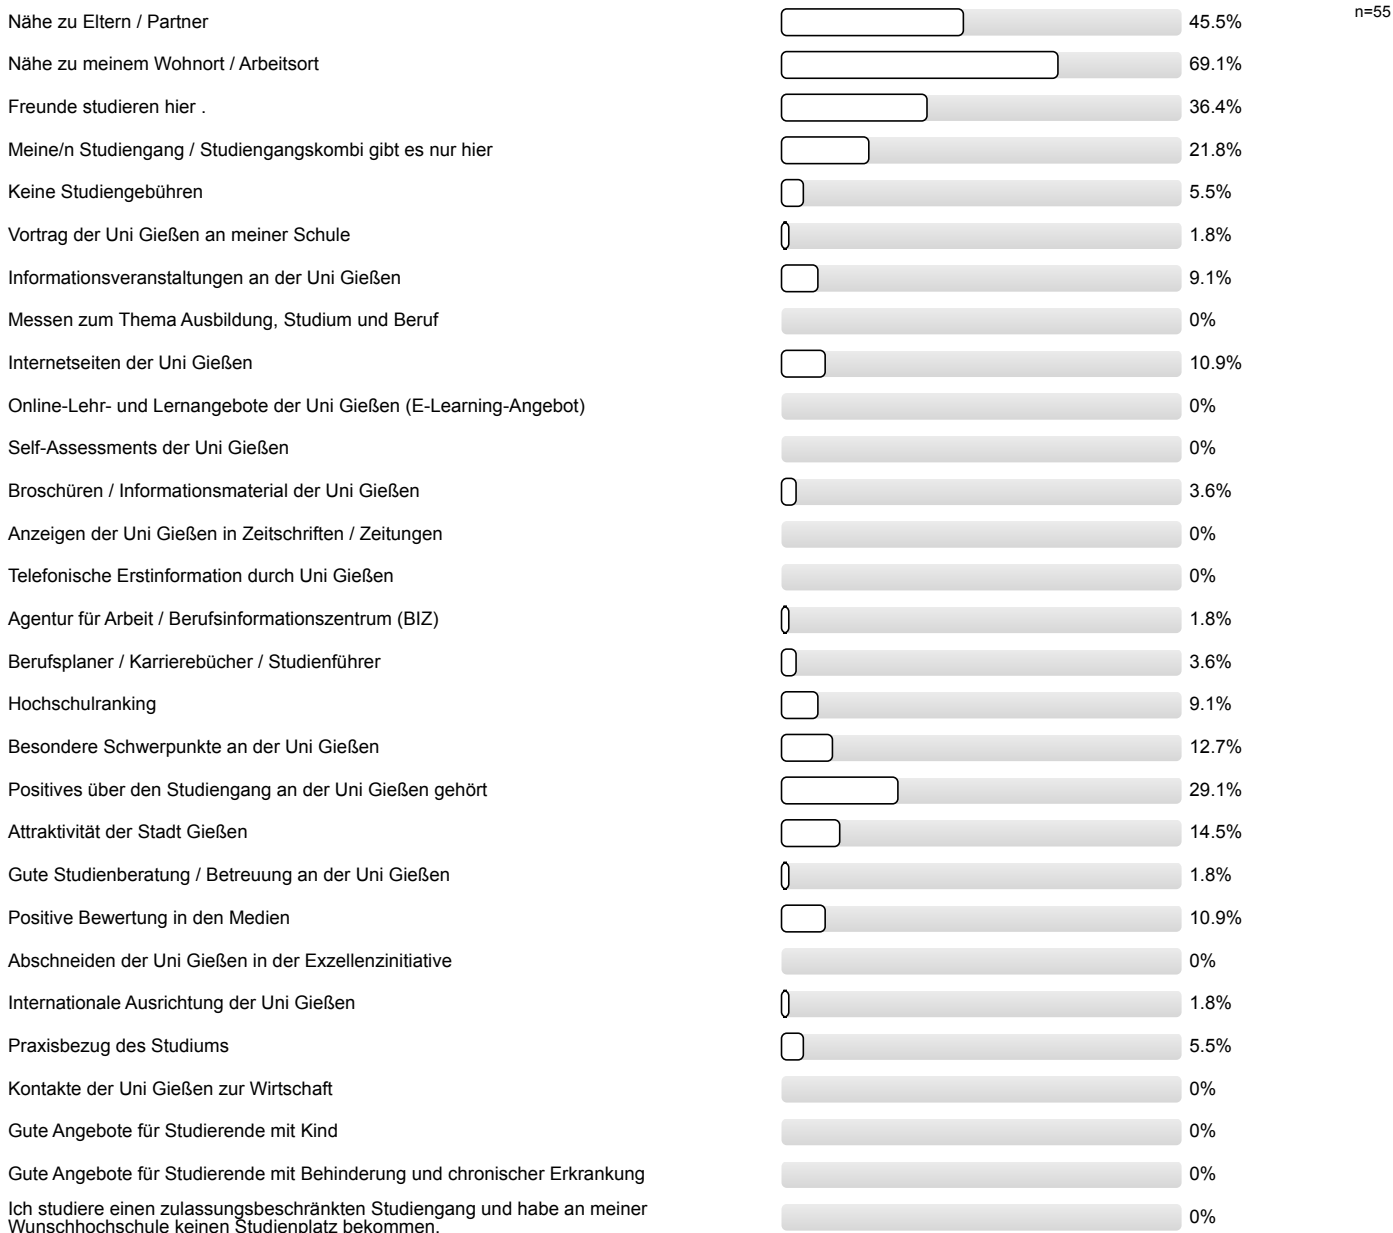 Nähe zu Eltern / Partner 45.5% n=55
Nähe zu meinem Wohnort / Arbeitsort 69.1%
Freunde studieren hier . 36.4%
Meine/n Studiengang / Studiengangskombi gibt es nur hier 21.8%
Keine Studiengebühren 5.5%
Vortrag der Uni Gießen an meiner Schule 1.8%
Informationsveranstaltungen an der Uni Gießen 9.1%
Messen zum Thema Ausbildung, Studium und Beruf 0%
Internetseiten der Uni Gießen 10.9%
Online-Lehr- und Lernangebote der Uni Gießen (E-Learning-Angebot) 0%
Self-Assessments der Uni Gießen 0%
Broschüren / Informationsmaterial der Uni Gießen 3.6%
Anzeigen der Uni Gießen in Zeitschriften / Zeitungen 0%
Telefonische Erstinformation durch Uni Gießen 0%
Agentur für Arbeit / Berufsinformationszentrum (BIZ) 1.8%
Berufsplaner / Karrierebücher / Studienführer 3.6%
Hochschulranking 9.1%
Besondere Schwerpunkte an der Uni Gießen 12.7%
Positives über den Studiengang an der Uni Gießen gehört 29.1%
Attraktivität der Stadt Gießen 14.5%
Gute Studienberatung / Betreuung an der Uni Gießen 1.8%
Positive Bewertung in den Medien 10.9%
Abschneiden der Uni Gießen in der Exzellenzinitiative 0%
Internationale Ausrichtung der Uni Gießen 1.8%
Praxisbezug des Studiums 5.5%
Kontakte der Uni Gießen zur Wirtschaft 0%
Gute Angebote für Studierende mit Kind 0%
Gute Angebote für Studierende mit Behinderung und chronischer Erkrankung 0%
Ich studiere einen zulassungsbeschränkten Studiengang und habe an meiner
Wunschhochschule keinen Studienplatz bekommen. 0%